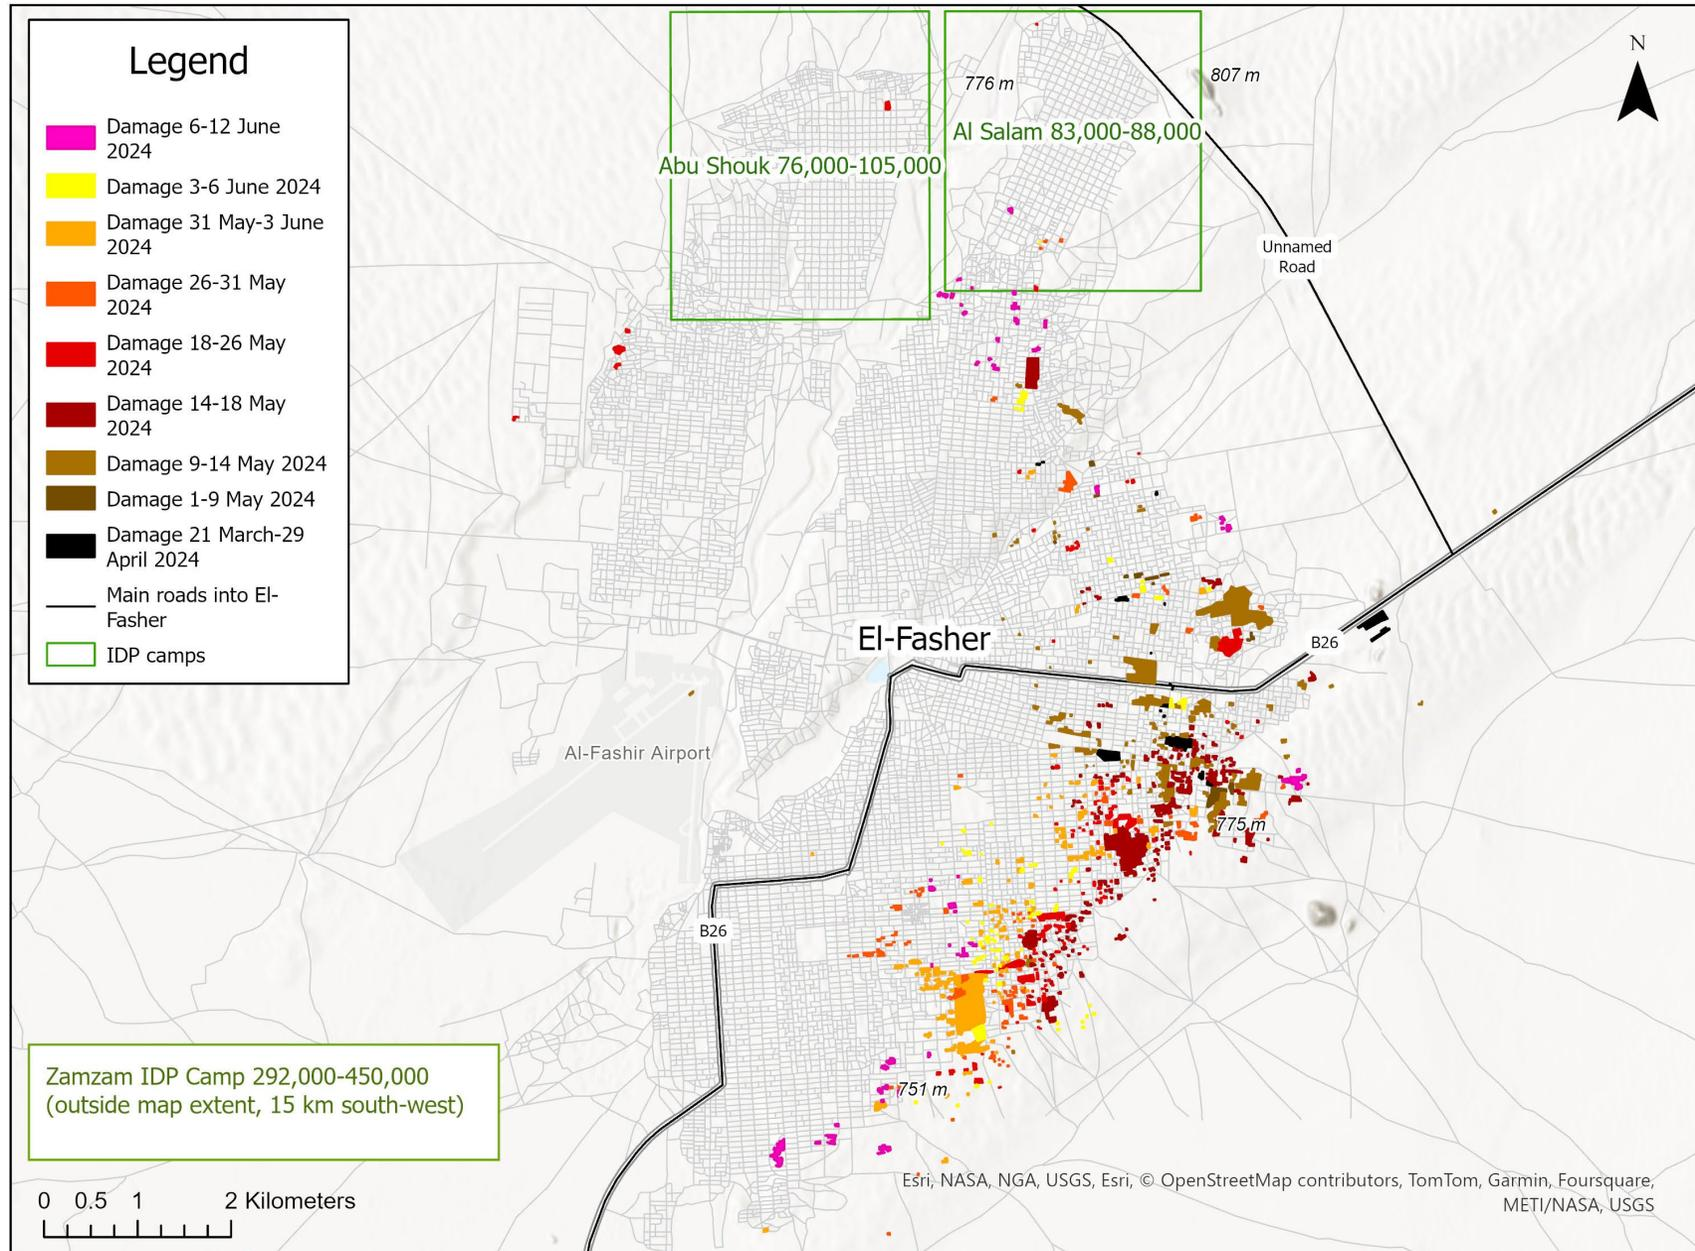 Legend
Damage 6-12 June
2024
Damage 3-6 June 2024
Damage 31 May-3 June
2024
Damage 26-31 May
2024
Damage 18-26 May
2024
Damage 14-18 May
2024
Damage 9-14 May 2024
Damage 1-9 May 2024
Damage 21 March-29
April 2024
Main roads into El-
Fasher
IDP camps
N
776 m
807 m
Al Salam 83,000-88,000
Abu Shouk 76,000-105,000
Unnamed
Road
El-Fasher
B26
Al-Fashir Airport
775 m
B26
751 m
Zamzam IDP Camp 292,000-450,000
(outside map extent, 15 km south-west)
0 0.5 1 2 Kilometers
Esri, NASA, NGA, USGS, Esri, © OpenStreetMap contributors, TomTom, Garmin, Foursquare,
METI/NASA, USGS